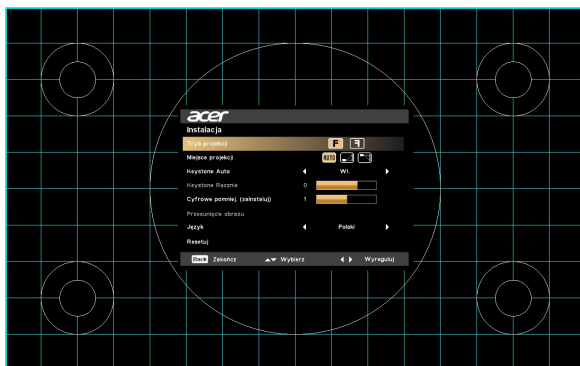 acer
Instalacja
Tryb projekcji F F
Miejsce projekcji AUTO
Keystone Auto Wł.
Keystone Ręcznie 0
Cyfrowe pomniej. (zainstaluj) 1
Przesunięcie obrazu
Język Polski
Resetuj
Back Zakończ Wybierz Wyreguluj